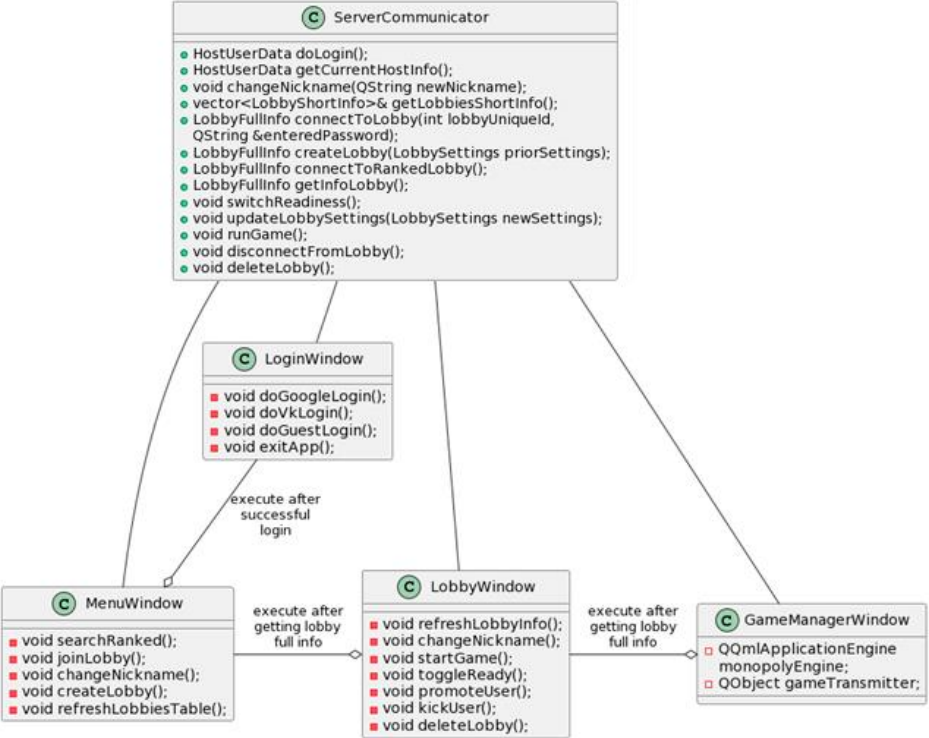 C ServerCommunicator
HostUserData doLogin();
HostUserData getCurrentHostInfo();
void changeNickname(QString newNickname);
vector<LobbyShortInfo>& getLobbiesShortInfo();
LobbyFullInfo connectToLobby(int lobbyUniqueId,
QString &enteredPassword);
LobbyFullInfo createLobby(LobbySettings priorSettings);
LobbyFullInfo connectToRankedLobby();
LobbyFullInfo getInfoLobby();
void switchReadiness();
void updateLobbySettings(LobbySettings newSettings);
void runGame();
void disconnectFromLobby();
void deleteLobby();
C LoginWindow
void doGoogleLogin();
void doVkLogin();
void doGuestLogin();
void exitApp();
execute after
successful
login
C MenuWindow
void searchRanked();
void joinLobby();
void changeNickname();
void createLobby();
void refreshLobbiesTable();
execute after
getting lobby
full info
C LobbyWindow
void refreshLobbyInfo();
void changeNickname();
void startGame();
void toggleReady();
void promoteUser();
void kickUser();
void deleteLobby();
execute after
getting lobby
full info
C GameManagerWindow
QQmlApplicationEngine
monopolyEngine;
QObject gameTransmitter;